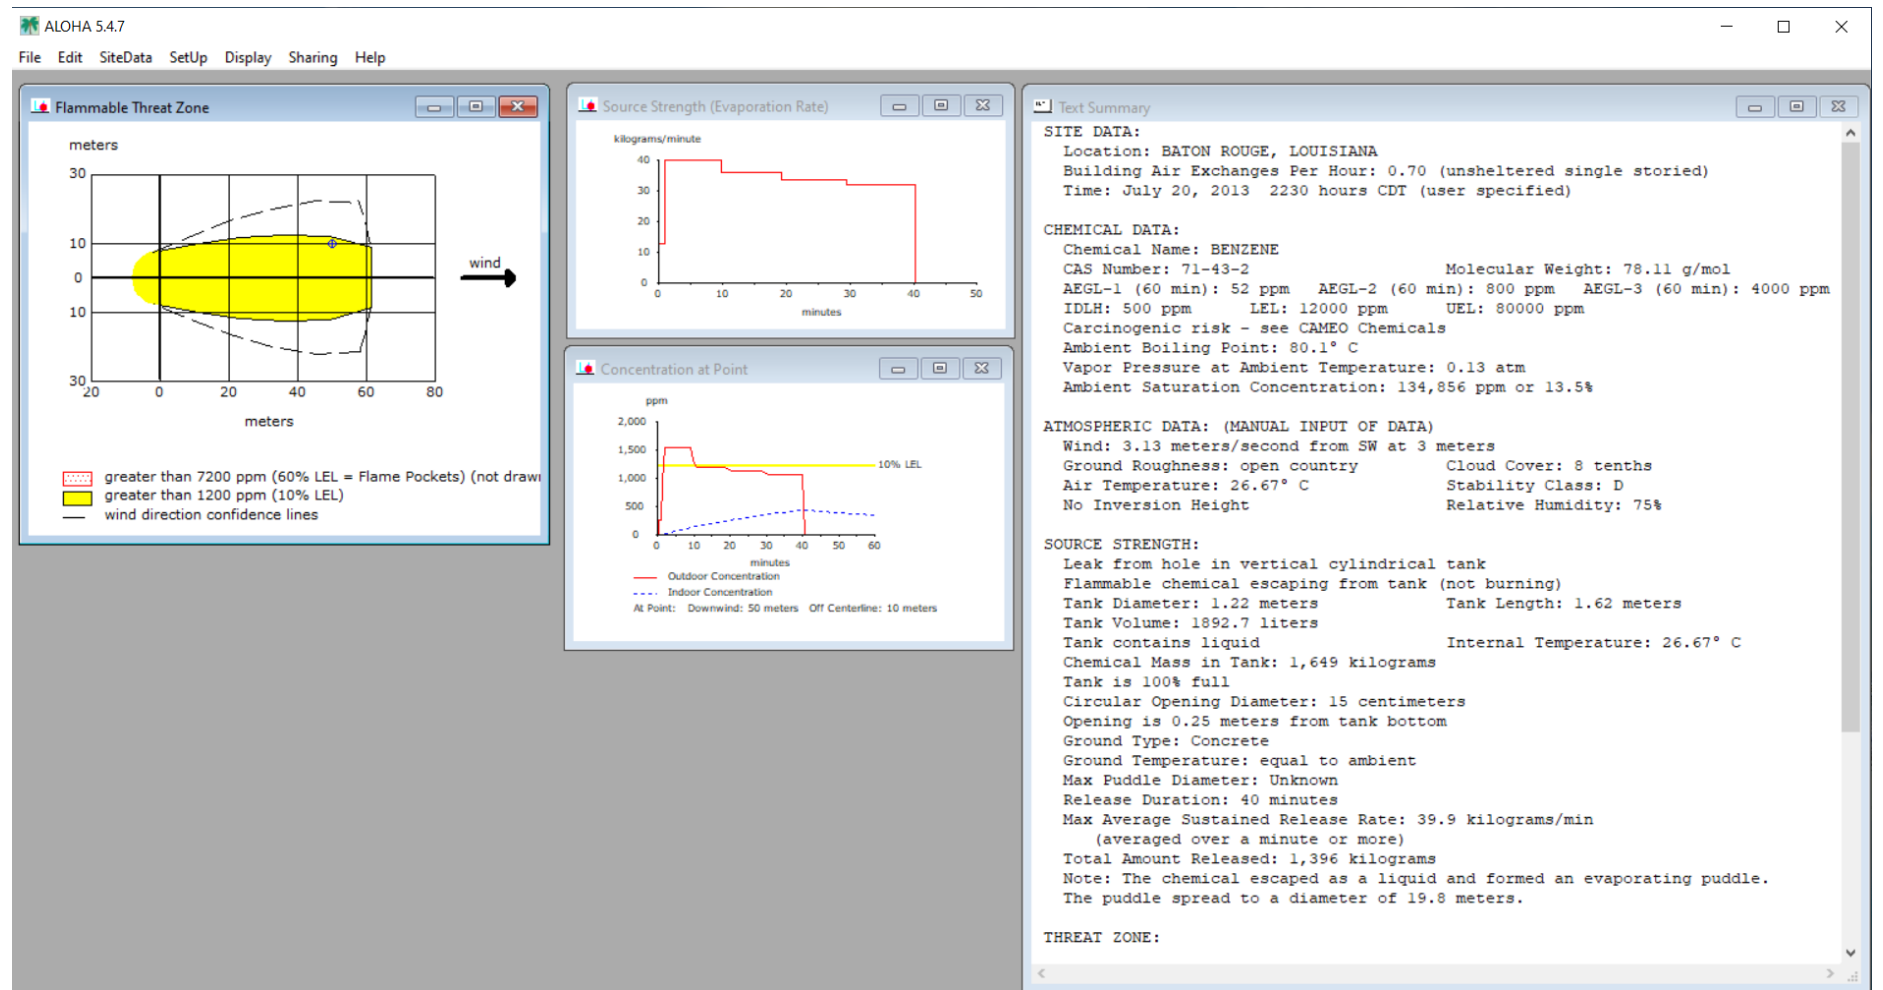 ALOHA 5.4.7
File Edit SiteData SetUp Display Sharing Help
Flammable Threat Zone
meters
30
10
0
10
30
20 0 20 40 60 80
meters
wind
greater than 7200 ppm (60% LEL = Flame Pockets) (not drawn
greater than 1200 ppm (10% LEL)
wind direction confidence lines
Source Strength (Evaporation Rate)
kilograms/minute
40
30
20
10
0
0 10 20 30 40 50
minutes
Concentration at Point
ppm
2,000
1,500
1,000
500
0
10% LEL
0 10 20 30 40 50 60
minutes
Outdoor Concentration
Indoor Concentration
At Point: Downwind: 50 meters Off Centerline: 10 meters
Text Summary
SITE DATA:
Location: BATON ROUGE, LOUISIANA
Building Air Exchanges Per Hour: 0.70 (unsheltered single storied)
Time: July 20, 2013 2230 hours CDT (user specified)
CHEMICAL DATA:
Chemical Name: BENZENE
CAS Number: 71-43-2 Molecular Weight: 78.11 g/mol
AEGL-1 (60 min): 52 ppm AEGL-2 (60 min): 800 ppm AEGL-3 (60 min): 4000 ppm
IDLH: 500 ppm LEL: 12000 ppm UEL: 80000 ppm
Carcinogenic risk - see CAMEO Chemicals
Ambient Boiling Point: 80.1° C
Vapor Pressure at Ambient Temperature: 0.13 atm
Ambient Saturation Concentration: 134,856 ppm or 13.5%
ATMOSPHERIC DATA: (MANUAL INPUT OF DATA)
Wind: 3.13 meters/second from SW at 3 meters
Ground Roughness: open country Cloud Cover: 8 tenths
Air Temperature: 26.67° C Stability Class: D
No Inversion Height Relative Humidity: 75%
SOURCE STRENGTH:
Leak from hole in vertical cylindrical tank
Flammable chemical escaping from tank (not burning)
Tank Diameter: 1.22 meters Tank Length: 1.62 meters
Tank Volume: 1892.7 liters
Tank contains liquid Internal Temperature: 26.67° C
Chemical Mass in Tank: 1,649 kilograms
Tank is 100% full
Circular Opening Diameter: 15 centimeters
Opening is 0.25 meters from tank bottom
Ground Type: Concrete
Ground Temperature: equal to ambient
Max Puddle Diameter: Unknown
Release Duration: 40 minutes
Max Average Sustained Release Rate: 39.9 kilograms/min
(averaged over a minute or more)
Total Amount Released: 1,396 kilograms
Note: The chemical escaped as a liquid and formed an evaporating puddle.
The puddle spread to a diameter of 19.8 meters.
THREAT ZONE: